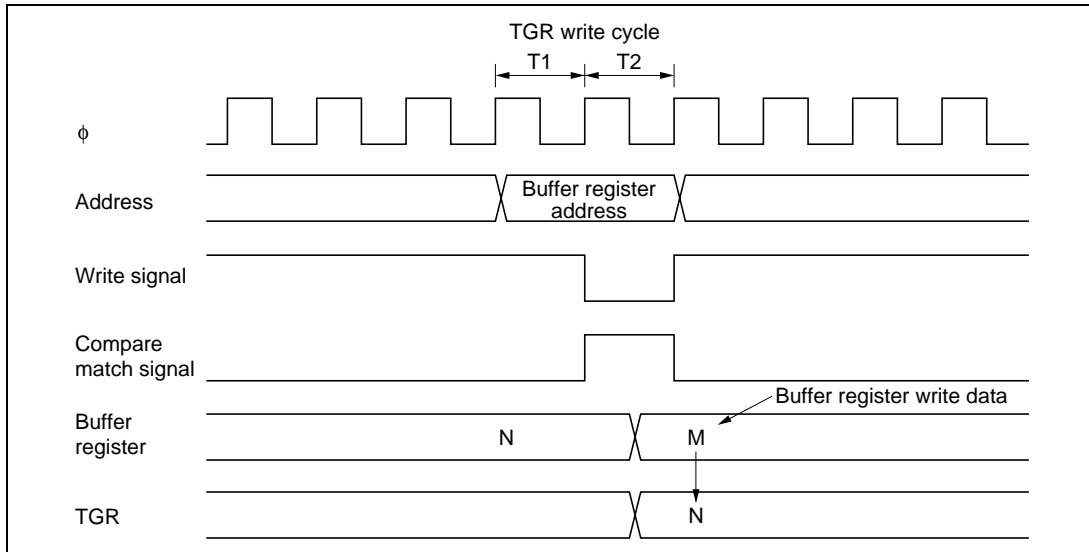 TGR write cycle
T1 T2
ϕ
Address
Buffer register
address
Write signal
Compare
match signal
Buffer register write data
Buffer
register
N M
TGR
N